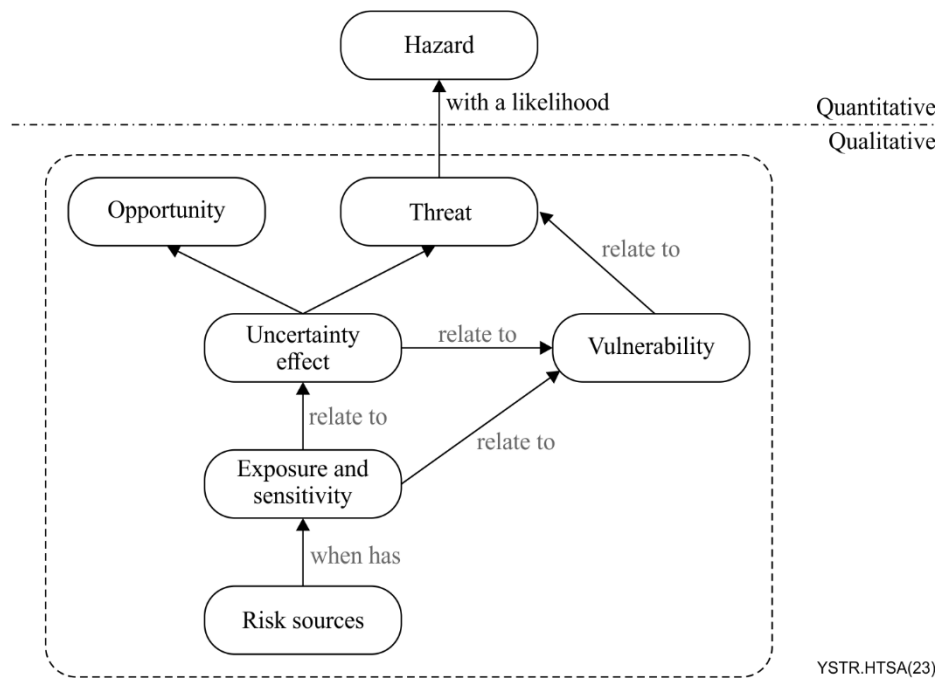 Hazard
with a likelihood
Quantitative
Qualitative
Opportunity
Threat
relate to
Uncertainty
effect
relate to
Vulnerability
relate to
relate to
Exposure and
sensitivity
when has
Risk sources
YSTR.HTSA(23)